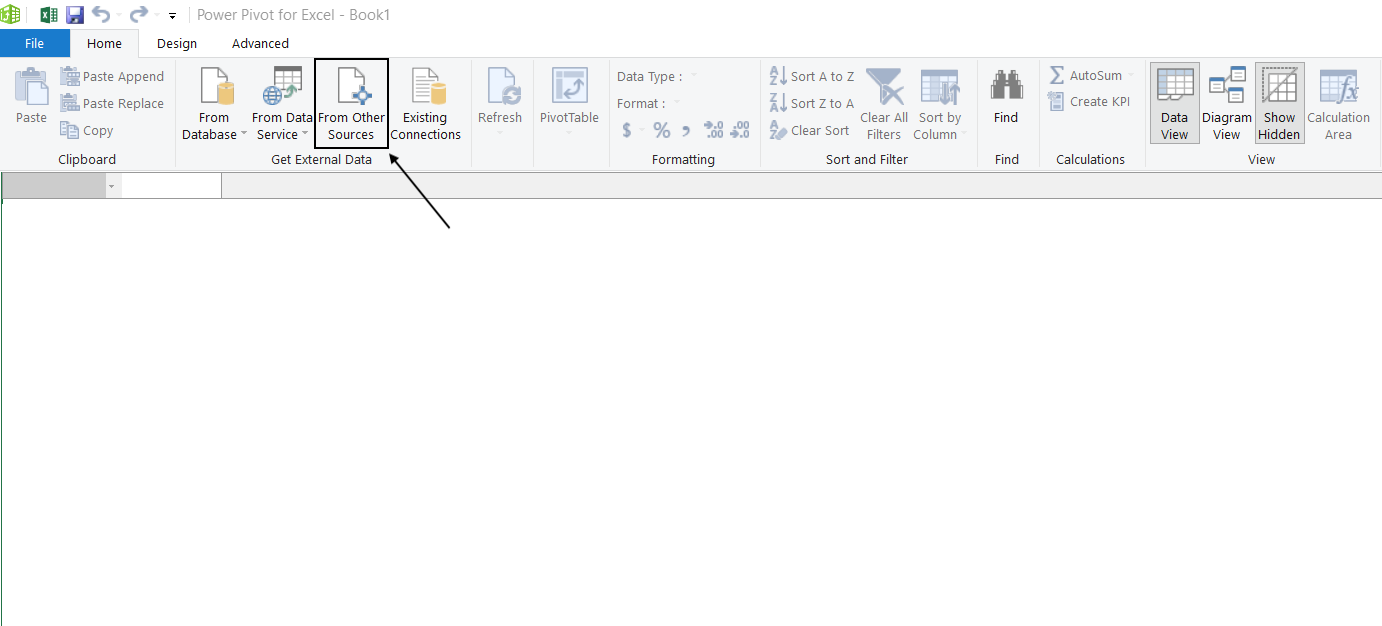 Power Pivot for Excel - Book1
File Home Design Advanced
Paste
Paste Append
Paste Replace
Copy
Clipboard
From
Database
From Data
Service
From Other
Sources
Existing
Connections
Get External Data
Refresh
PivotTable
Data Type :
Format :
$ % , .00 .00
Formatting
Sort A to Z
Sort Z to A
Clear Sort
Clear All
Filters
Sort by
Column
Sort and Filter
Find
Find
AutoSum
Create KPI
Calculations
Data
View
Diagram
View
Show
Hidden
Calculation
Area
View